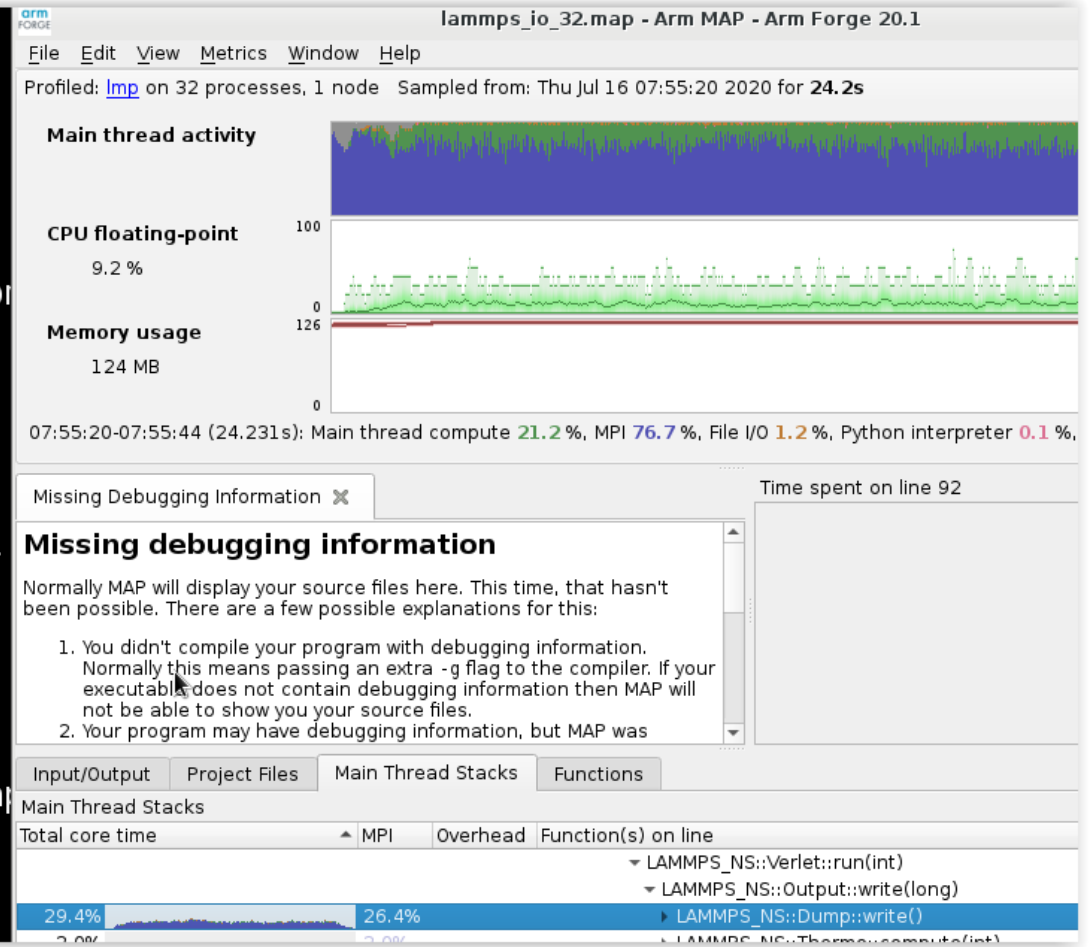 arm
FORGE
lammps_io_32.map - Arm MAP - Arm Forge 20.1
File Edit View Metrics Window Help
Profiled: lmp on 32 processes, 1 node Sampled from: Thu Jul 16 07:55:20 2020 for 24.2s
Main thread activity
CPU floating-point
9.2 %
100
0
Memory usage
124 MB
126
0
07:55:20-07:55:44 (24.231s): Main thread compute 21.2 %, MPI 76.7 %, File I/O 1.2 %, Python interpreter 0.1 %,
Missing Debugging Information
Time spent on line 92
Missing debugging information
Normally MAP will display your source files here. This time, that hasn't
been possible. There are a few possible explanations for this:
1. You didn't compile your program with debugging information.
Normally this means passing an extra -g flag to the compiler. If your
executable does not contain debugging information then MAP will
not be able to show you your source files.
2. Your program may have debugging information, but MAP was
Input/Output Project Files Main Thread Stacks Functions
Main Thread Stacks
Total core time MPI Overhead Function(s) on line
LAMMPS_NS::Verlet::run(int)
LAMMPS_NS::Output::write(long)
29.4% 26.4% LAMMPS_NS::Dump::write()
LAMMPS_NS::Thermo::compute(int)